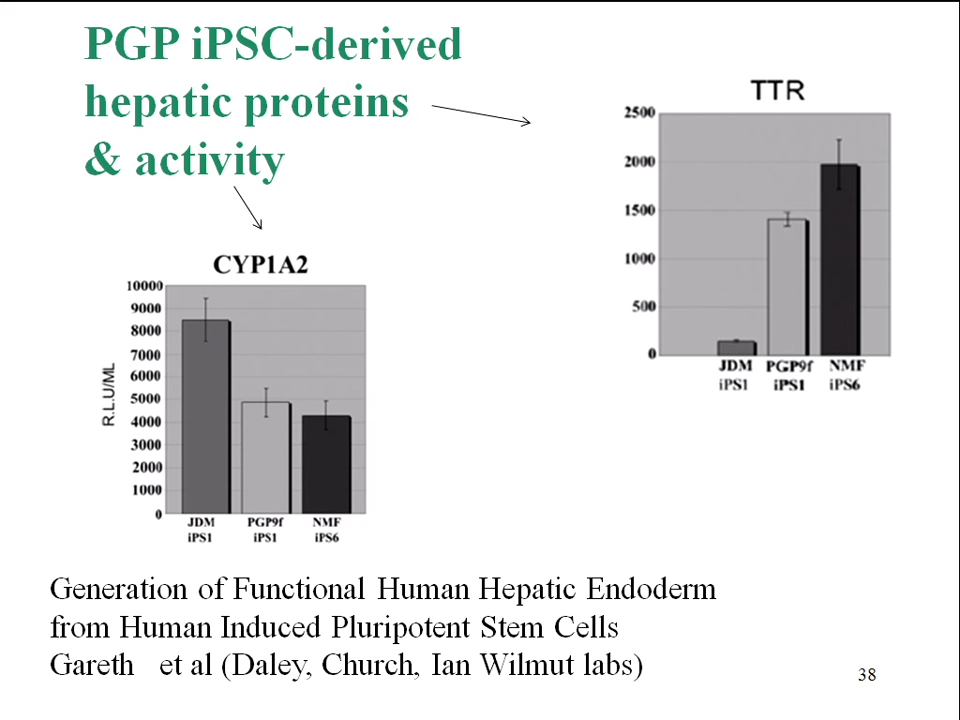 PGP iPSC-derived
hepatic proteins
& activity
TTR
2500
2000
1500
1000
500
0
JDM PGP9f NMF
iPS1 iPS1 iPS6
CYP1A2
10000
9000
8000
7000
6000
5000
4000
3000
2000
1000
0
R.L.U/ML
JDM PGP9f NMF
iPS1 iPS1 iPS6
Generation of Functional Human Hepatic Endoderm
from Human Induced Pluripotent Stem Cells
Gareth et al (Daley, Church, Ian Wilmut labs)
38